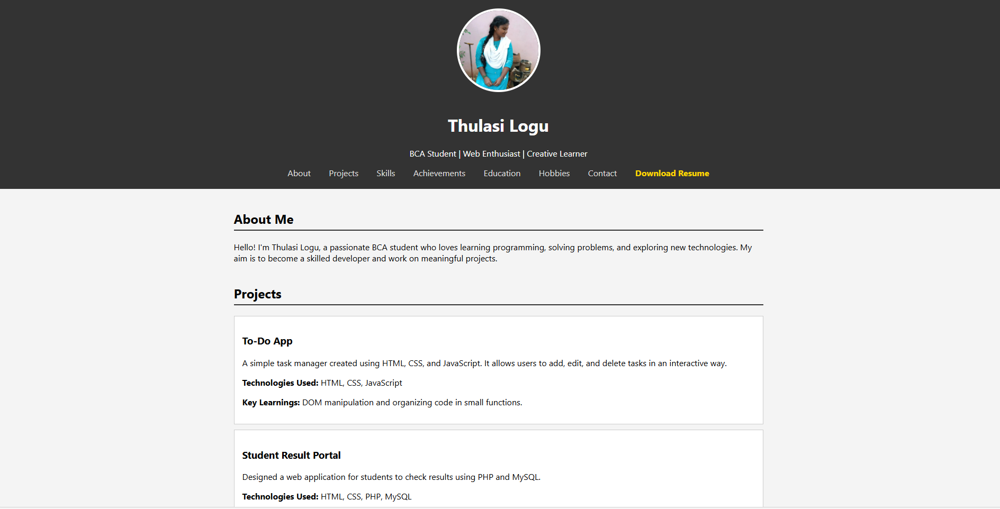 Thulasi Logu
BCA Student | Web Enthusiast | Creative Learner
About Projects Skills Achievements Education Hobbies Contact Download Resume
About Me
Hello! I'm Thulasi Logu, a passionate BCA student who loves learning programming, solving problems, and exploring new technologies. My
aim is to become a skilled developer and work on meaningful projects.
Projects
To-Do App
A simple task manager created using HTML, CSS, and JavaScript. It allows users to add, edit, and delete tasks in an interactive way.
Technologies Used: HTML, CSS, JavaScript
Key Learnings: DOM manipulation and organizing code in small functions.
Student Result Portal
Designed a web application for students to check results using PHP and MySQL.
Technologies Used: HTML, CSS, PHP, MySQL